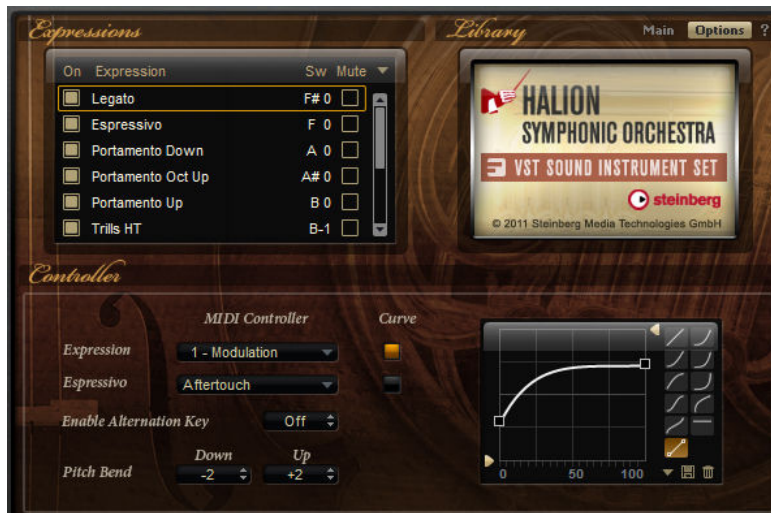 Expressions
Library
Main Options ?
On Expression Sw Mute
Legato F# 0
Espressivo F 0
Portamento Down A 0
Portamento Oct Up A# 0
Portamento Up B 0
Trills HT B-1
HALION
SYMPHONIC ORCHESTRA
VST SOUND INSTRUMENT SET
steinberg
© 2011 Steinberg Media Technologies GmbH
Controller
MIDI Controller Curve
Expression 1 - Modulation
Espressivo Aftertouch
Enable Alternation Key Off
Down Up
Pitch Bend -2 +2
0 50 100